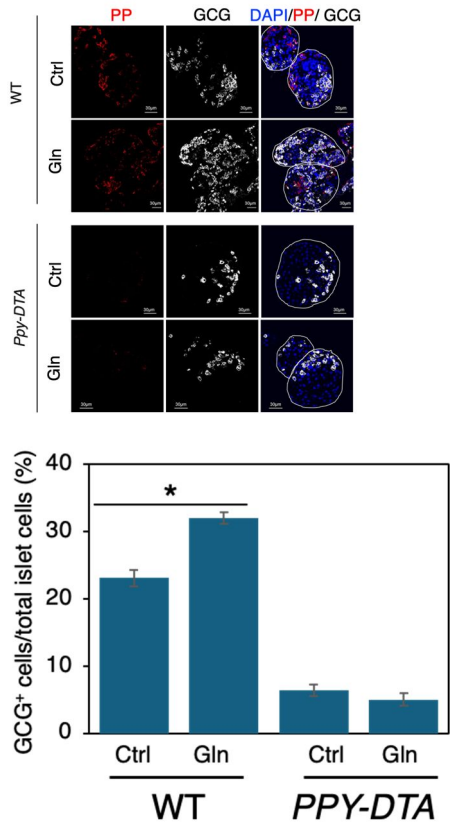 PP GCG DAPI/PP/ GCG
WT
Ctrl
30μm 30μm 30μm
Gln
30μm 30μm 30μm
Ppy-DTA
Ctrl
30μm 30μm 30μm
Gln
30μm 30μm 30μm
GCG+ cells/total islet cells (%)
40
30
20
10
0
*
Ctrl Gln Ctrl Gln
WT PPY-DTA